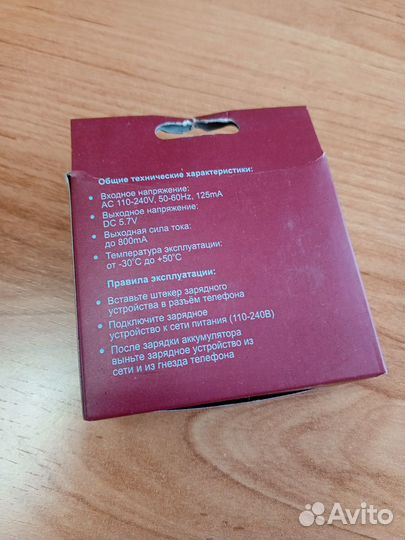 Общие технические характеристики:
• Входное напряжение:
AC 110-240V, 50-60Hz, 125mA
• Выходное напряжение:
DC 5.7V
• Выходная сила тока:
до 800mA
• Температура эксплуатации:
от -30°С до +50°С
Правила эксплуатации:
• Вставьте штекер зарядного
устройства в разъём телефона
• Подключите зарядное
устройство к сети питания (110-240В)
• После зарядки аккумулятора
выньте зарядное устройство из
сети и из гнезда телефона
Avito